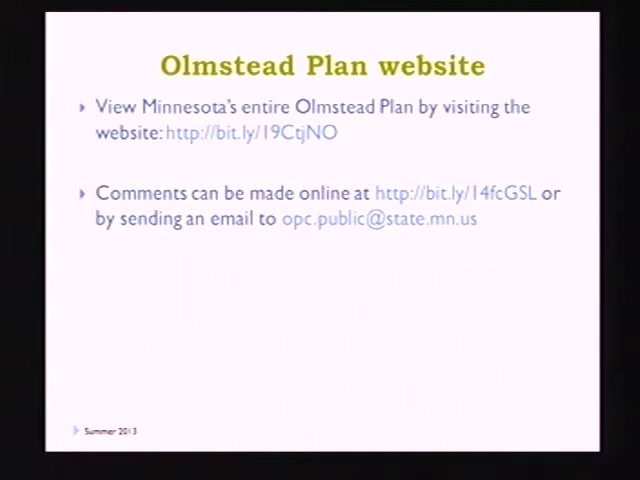 Olmstead Plan website
View Minnesota's entire Olmstead Plan by visiting the
website: http://bit.ly/19CtjNO
Comments can be made online at http://bit.ly/14fcGSL or
by sending an email to opc.public@state.mn.us
Summer 2013